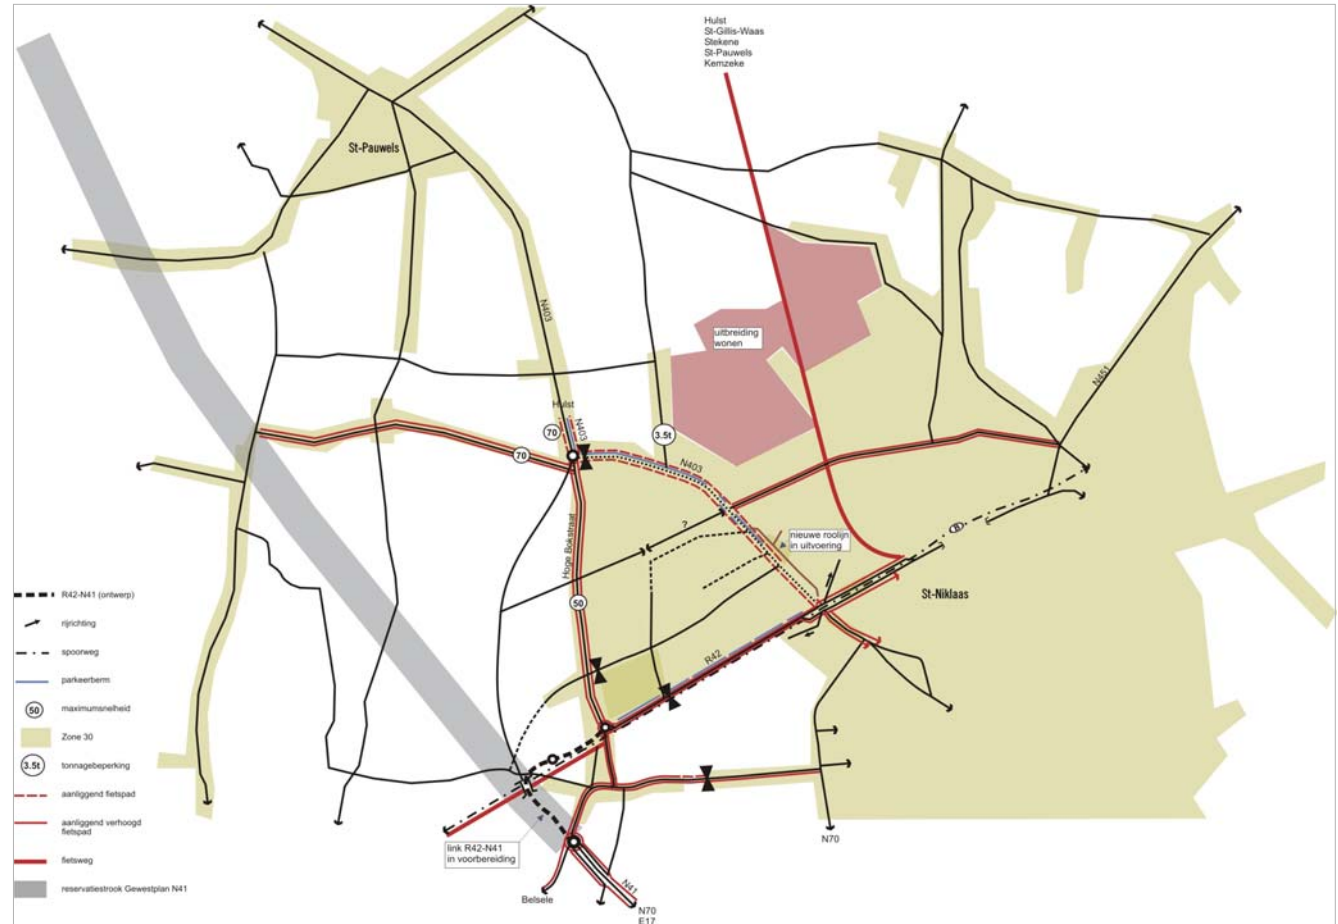 Hulst
St-Gillis-Waas
Stekene
St-Pauwels
Kemzeke
St-Pauwels
N403
uitbreiding
wonen
N451
Hulst
N403
70
3.5t
70
N403
?
nieuwe roolijn
in uitvoering
B
Hoge Bokstraat
50
St-Niklaas
R42
link R42-N41
in voorbereiding
N70
N41
Belsele
N70
E17
R42-N41 (ontwerp)
rijrichting
spoorweg
parkeerberm
50 maximumsnelheid
Zone 30
3.5t tonnagebeperking
aanliggend fietspad
aanliggend verhoogd
fietspad
fietsweg
reservatiestrook Gewestplan N41